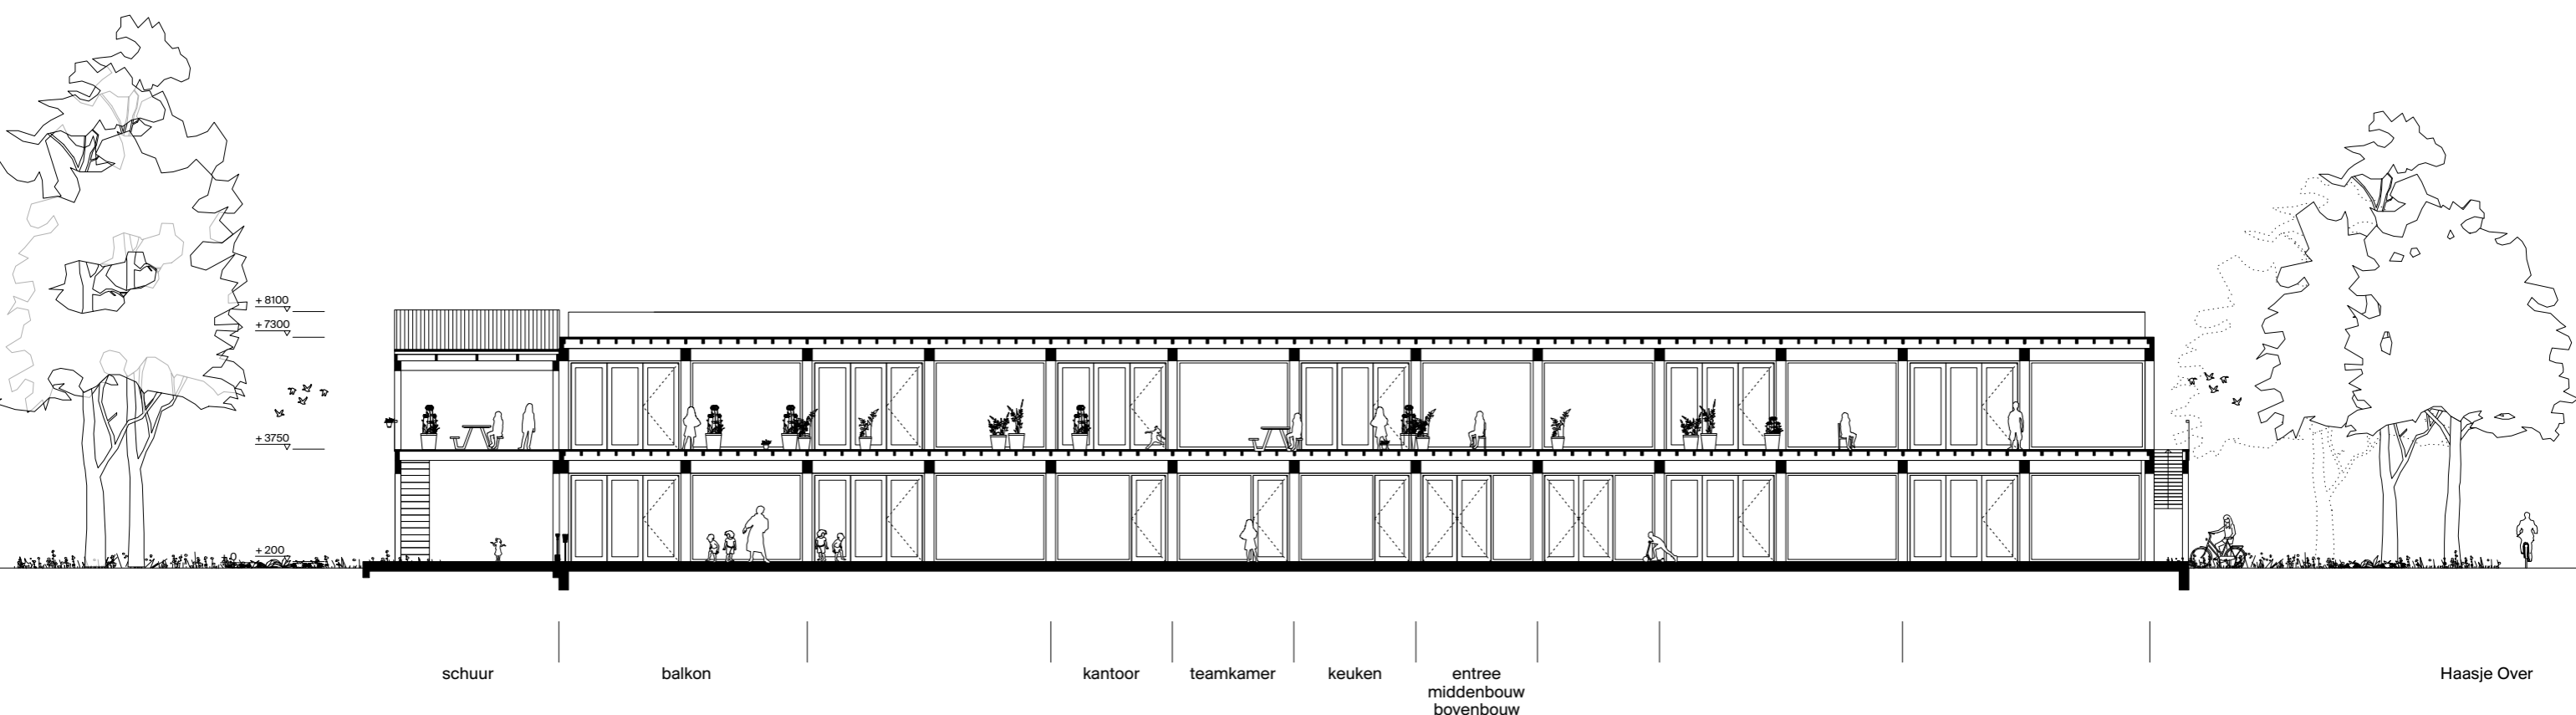 + 8100
+ 7300
+ 3750
+ 200
schuur
balkon
kantoor
teamkamer
keuken
entree
middenbouw
bovenbouw
Haasje Over